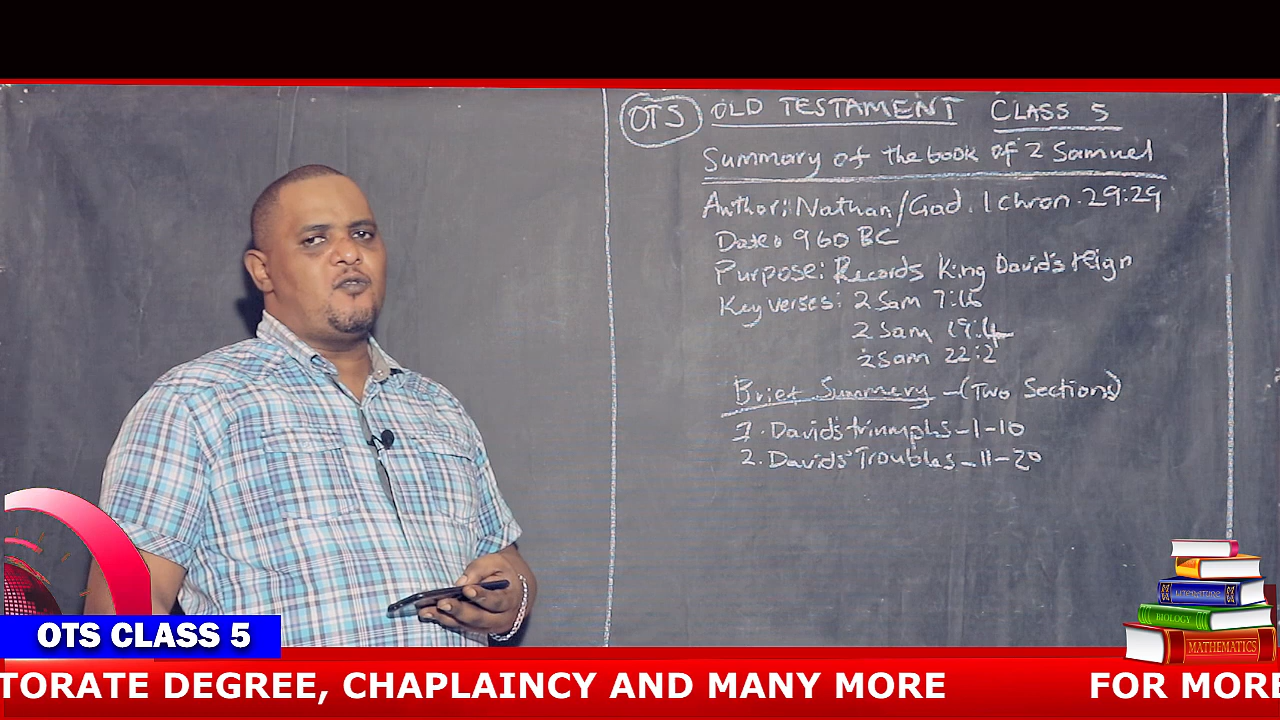 OTS OLD TESTAMENT CLASS 5
Summary of the book of 2 Samuel
Author: Nathan/Gad. 1 chron. 29:29
Date: 960 BC
Purpose: Records King David's reign
Key verses: 2 Sam 7:16
2 Sam 19:4
2 Sam 22:2
Brief Summery - (Two Sections)
1. David's triumphs - 1-10
2. Davids' Troubles - 11-20
LITERATURE
BIOLOGY
MATHEMATICS
OTS CLASS 5
TORATE DEGREE, CHAPLAINCY AND MANY MORE FOR MORE